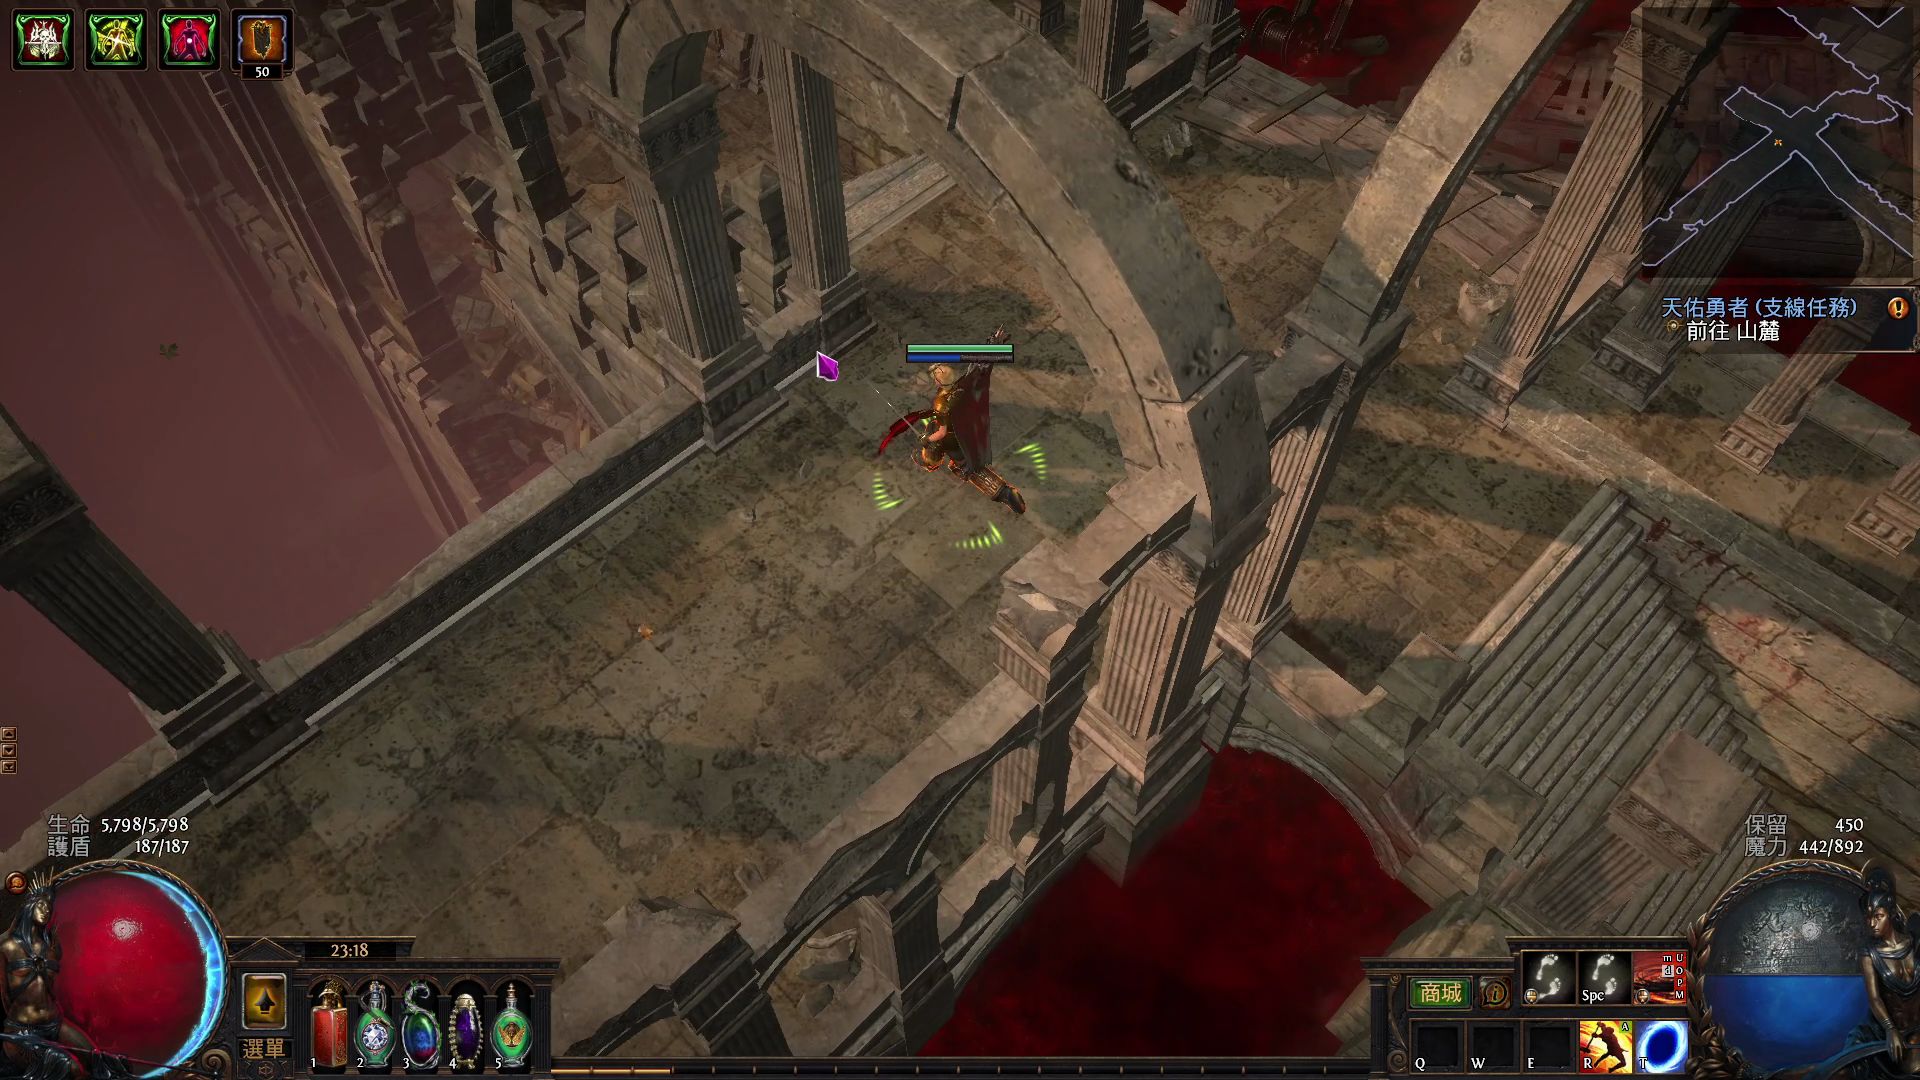 50
天佑勇者 (支線任務)
前往 山麓
生命 5,798/5,798
護盾 187/187
保留 450
魔力 442/892
23:18
選單
1 2 3 4 5
商城
Spc
m U
d O
P
M
Q W E R A T